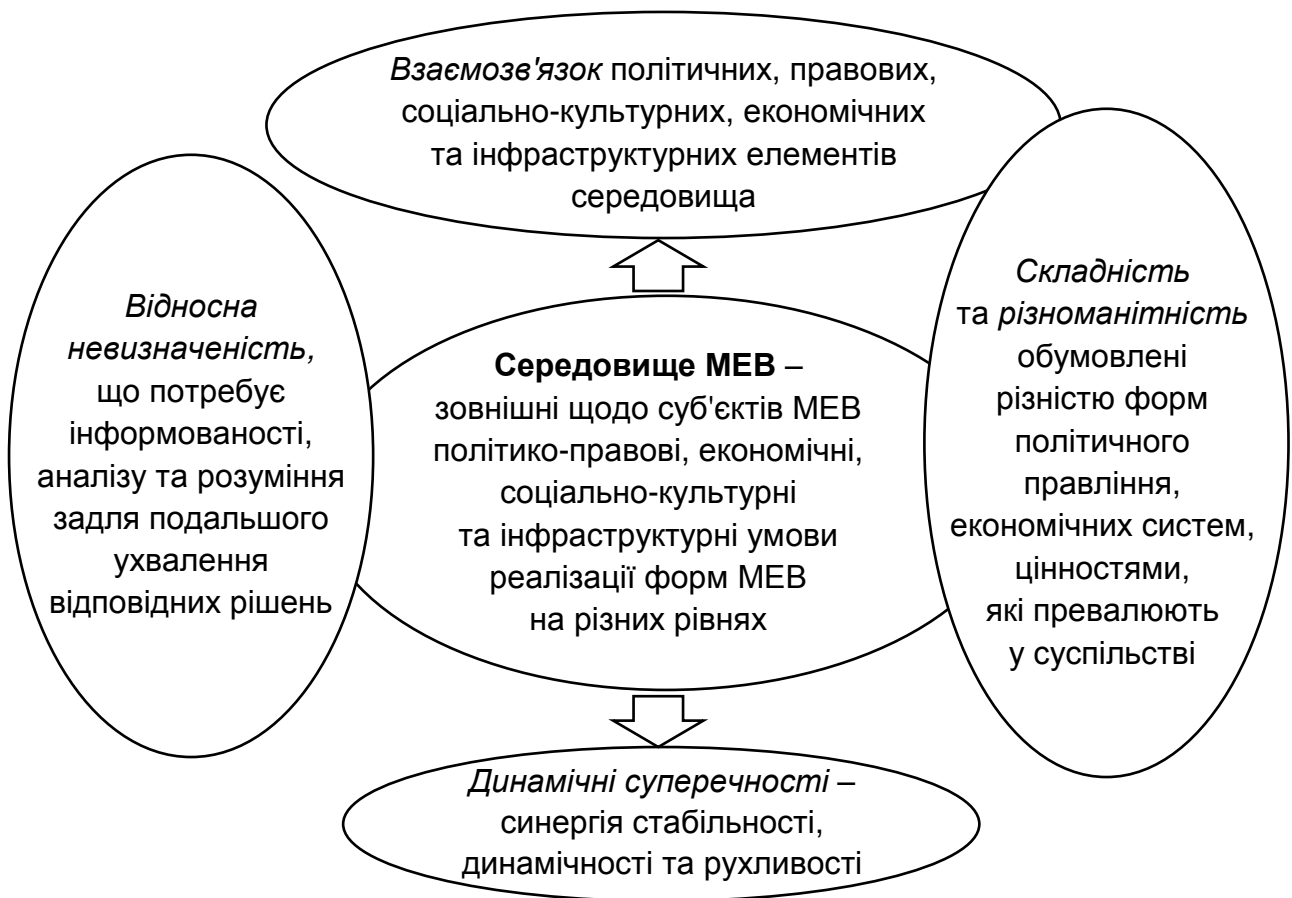 Взаємозв'язок політичних, правових,
соціально-культурних, економічних
та інфраструктурних елементів
середовища
Відносна
невизначеність,
що потребує
інформованості,
аналізу та розуміння
задля подальшого
ухвалення
відповідних рішень
Середовище МЕВ –
зовнішні щодо суб'єктів МЕВ
політико-правові, економічні,
соціально-культурні
та інфраструктурні умови
реалізації форм МЕВ
на різних рівнях
Складність
та різноманітність
обумовлені
різністю форм
політичного
правління,
економічних систем,
цінностями,
які превалюють
у суспільстві
Динамічні суперечності –
синергія стабільності,
динамічності та рухливості